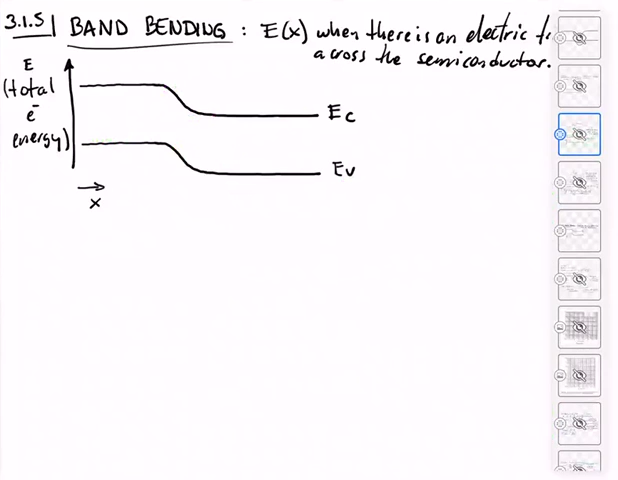 3.1.5 BAND BENDING : E(x) when there is an electric
across the semiconductor.
E
(total
e⁻
energy)
Ec
Ev
x